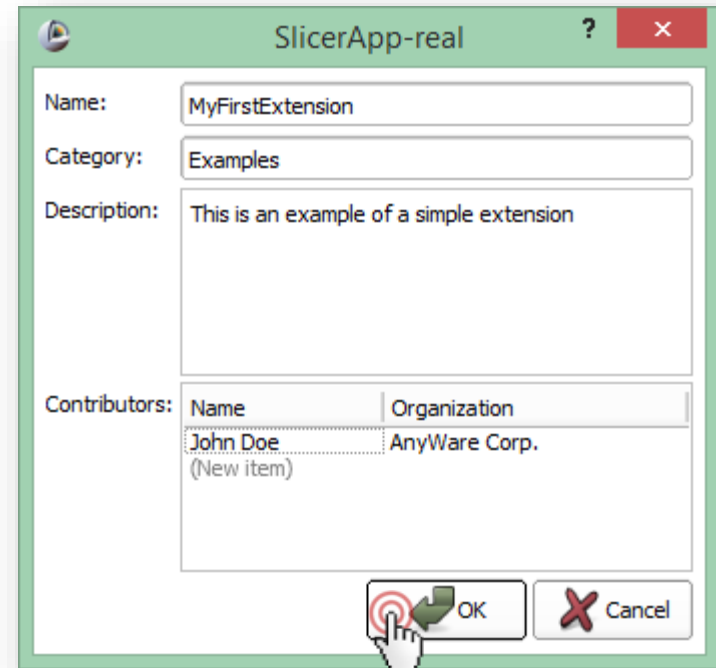 SlicerApp-real ? ×
Name: MyFirstExtension
Category: Examples
Description: This is an example of a simple extension
Contributors: Name Organization
John Doe AnyWare Corp.
(New item)
OK Cancel